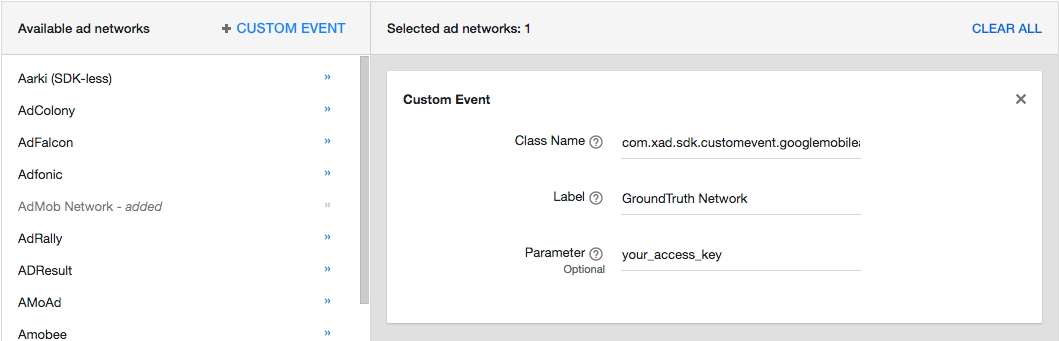 Available ad networks
+ CUSTOM EVENT
Selected ad networks: 1
CLEAR ALL
Aarki (SDK-less) »
AdColony »
AdFalcon »
Adfonic »
AdMob Network - added »
AdRally »
ADResult »
AMoAd »
Amobee »
Custom Event ×
Class Name ? com.xad.sdk.customevent.googlemobilea
Label ? GroundTruth Network
Parameter ? your_access_key
Optional